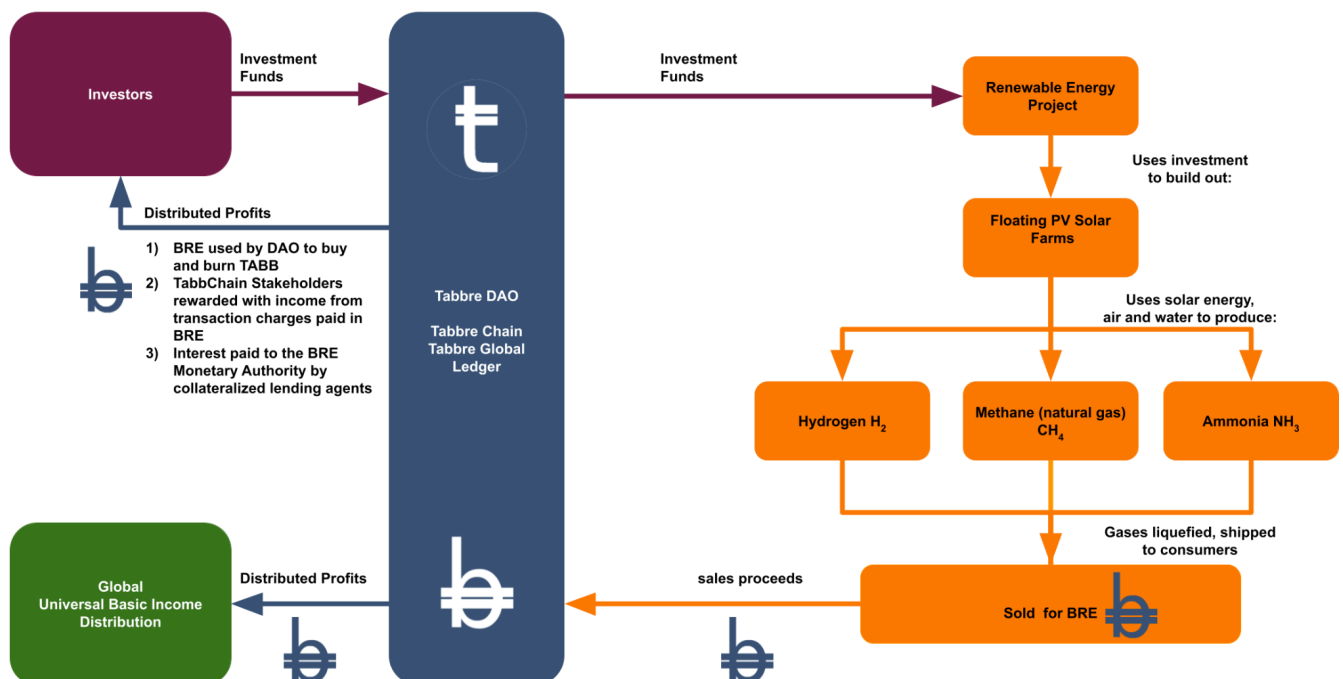 Investors
Investment
Funds
Investment
Funds
Renewable Energy
Project
Uses investment
to build out:
Distributed Profits
1) BRE used by DAO to buy
and burn TABB
2) TabbChain Stakeholders
rewarded with income from
transaction charges paid in
BRE
3) Interest paid to the BRE
Monetary Authority by
collateralized lending agents
Floating PV Solar
Farms
Tabbre DAO
Tabbre Chain
Tabbre Global
Ledger
Uses solar energy,
air and water to produce:
Hydrogen H₂
Methane (natural gas)
CH₄
Ammonia NH₃
Gases liquefied, shipped
to consumers
Global
Universal Basic Income
Distribution
Distributed Profits
sales proceeds
Sold for BRE